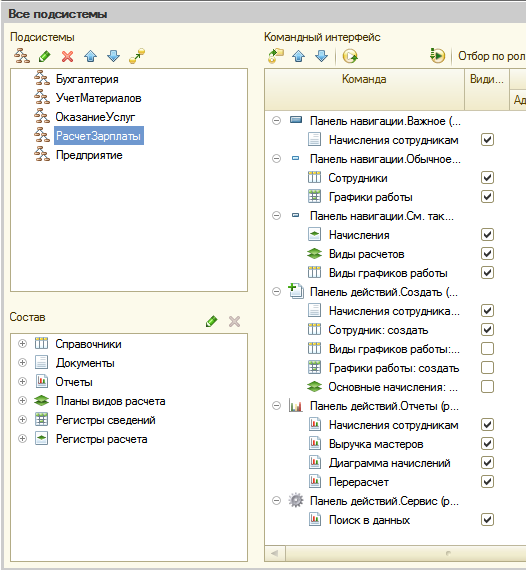 Все подсистемы
Подсистемы
Бухгалтерия
УчетМатериалов
ОказаниеУслуг
РасчетЗарплаты
Предприятие
Состав
Справочники
Документы
Отчеты
Планы видов расчета
Регистры сведений
Регистры расчета
Командный интерфейс
Отбор по рол
Команда
Види...
Ад
Панель навигации.Важное (...
Начисления сотрудникам
Панель навигации.Обычное...
Сотрудники
Графики работы
Панель навигации.См. так...
Начисления
Виды расчетов
Виды графиков работы
Панель действий.Создать (...
Начисления сотрудника...
Сотрудник: создать
Виды графиков работы:...
Графики работы: создать
Основные начисления: ...
Панель действий.Отчеты (р...
Начисления сотрудникам
Выручка мастеров
Диаграмма начислений
Перерасчет
Панель действий.Сервис (р...
Поиск в данных